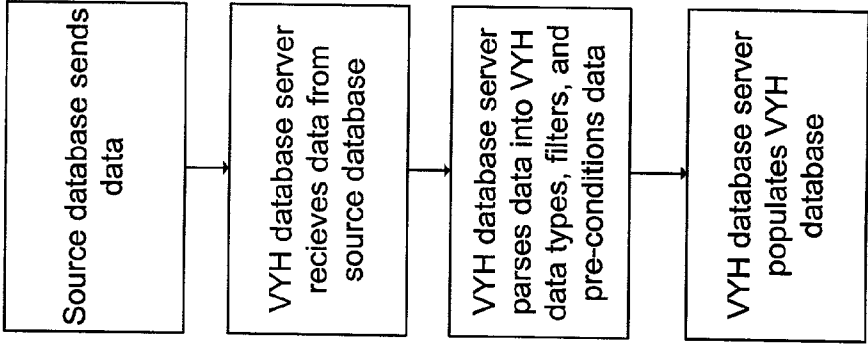 Source database sends
data
VYH database server
recieves data from
source database
VYH database server
parses data into VYH
data types, filters, and
pre-conditions data
VYH database server
populates VYH
database